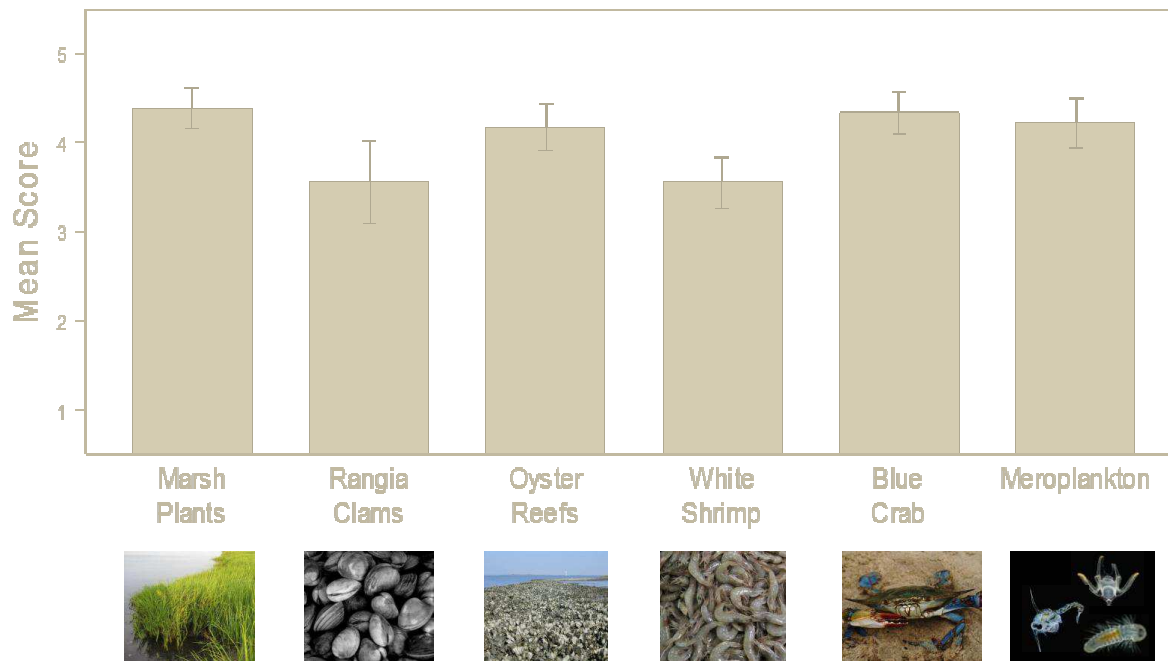 Mean Score
5
4
3
2
1
Marsh
Plants
Rangia
Clams
Oyster
Reefs
White
Shrimp
Blue
Crab
Meroplankton